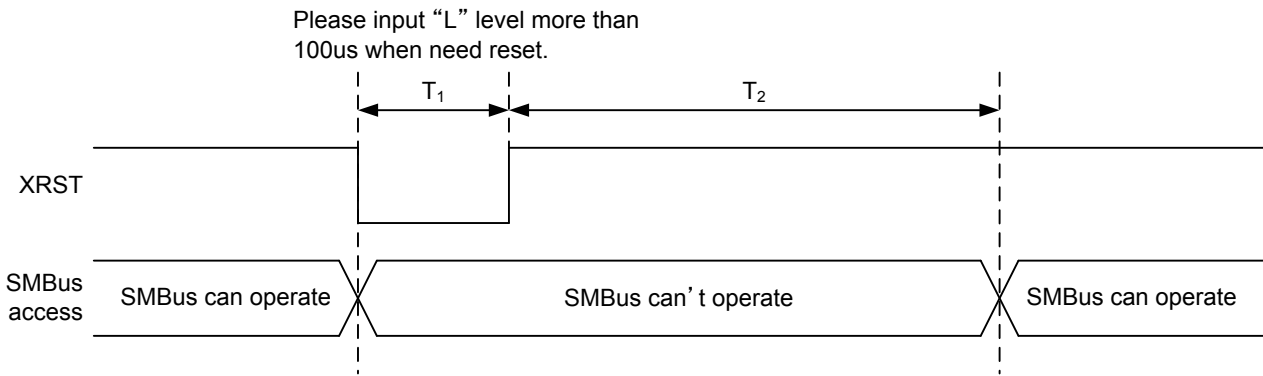 Please input “L” level more than
100us when need reset.
T₁
T₂
XRST
SMBus
access
SMBus can operate
SMBus can’t operate
SMBus can operate